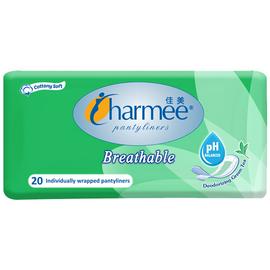 Cottony Soft
佳美
Charmee®
pantyliners
Breathable
pH
BALANCED
Deodorizing Green Tea
20 Individually wrapped pantyliners